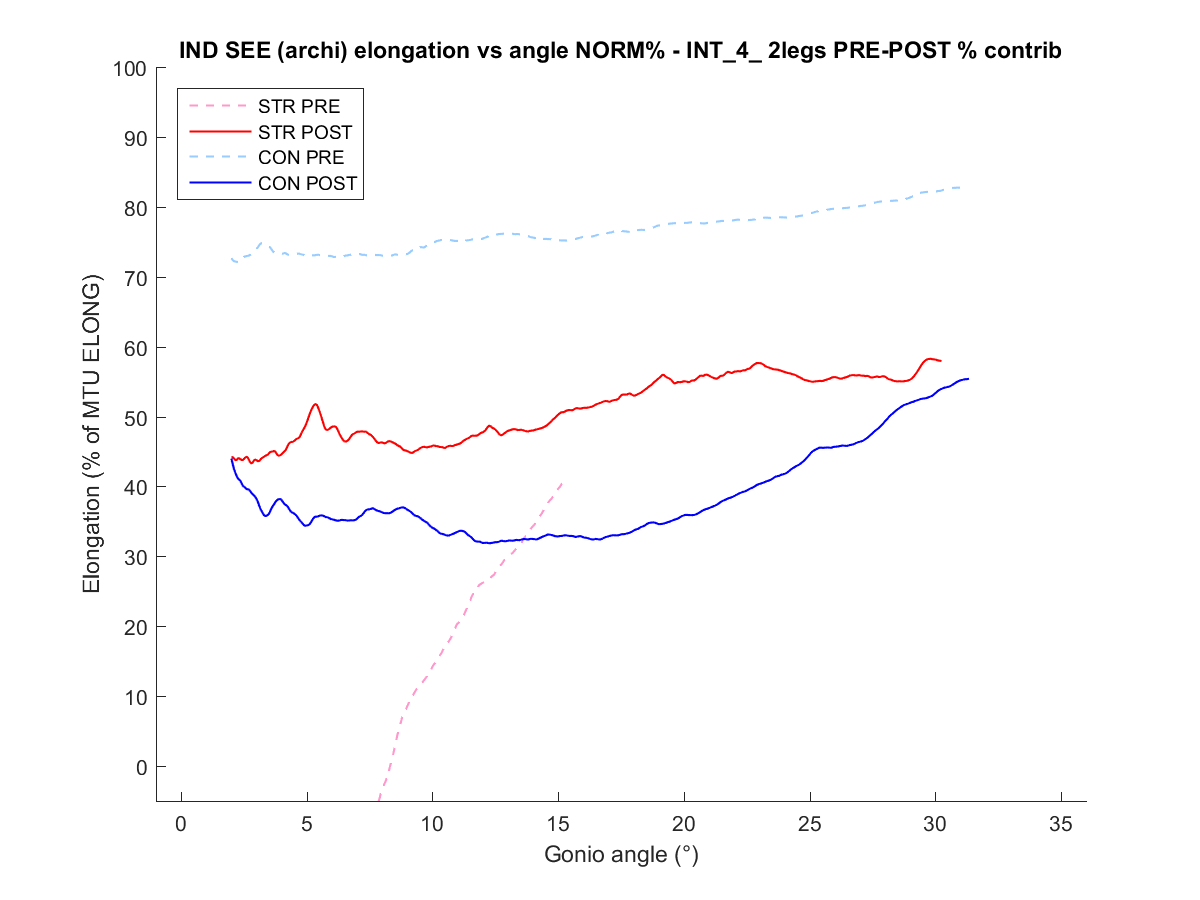 IND SEE (archi) elongation vs angle NORM% - INT_4_ 2legs PRE-POST % contrib
100
90
80
70
60
50
40
30
20
10
0
STR PRE
STR POST
CON PRE
CON POST
Elongation (% of MTU ELONG)
0 5 10 15 20 25 30 35
Gonio angle (°)